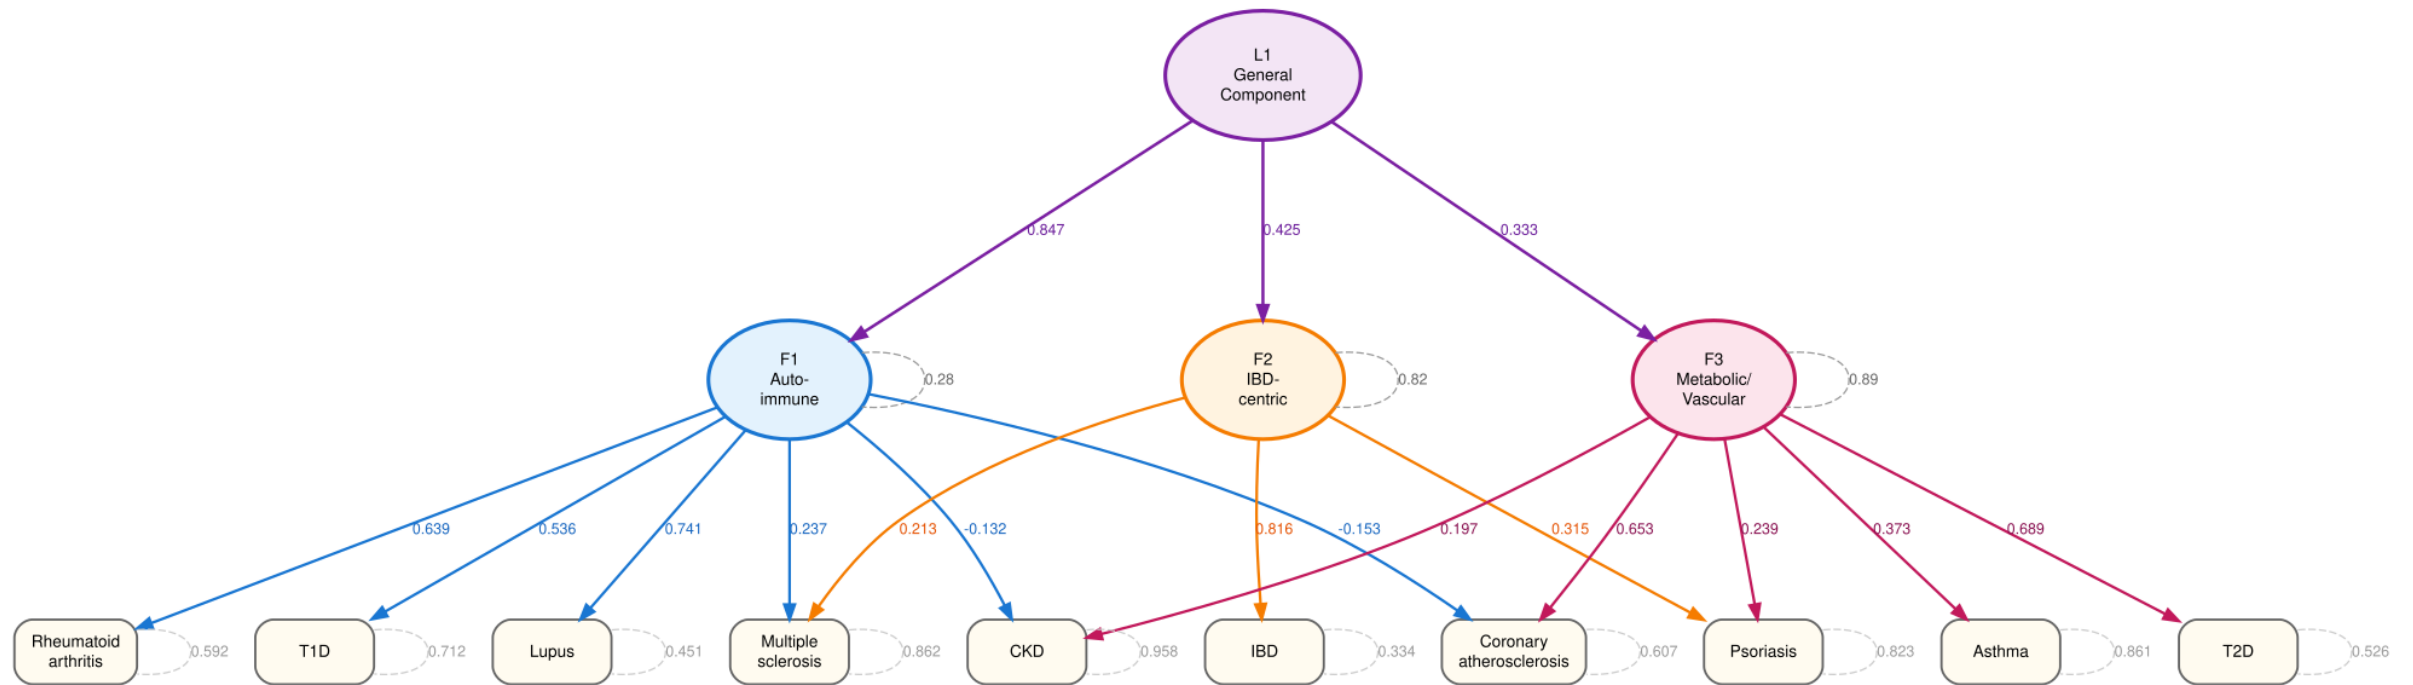 L1
General
Component
0.847
0.425
0.333
F1
Auto-
immune
0.28
F2
IBD-
centric
0.82
F3
Metabolic/
Vascular
0.89
0.639
0.536
0.741
0.237
0.213
-0.132
0.816
-0.153
0.197
0.315
0.653
0.239
0.373
0.689
Rheumatoid
arthritis
0.592
T1D
0.712
Lupus
0.451
Multiple
sclerosis
0.862
CKD
0.958
IBD
0.334
Coronary
atherosclerosis
0.607
Psoriasis
0.823
Asthma
0.861
T2D
0.526